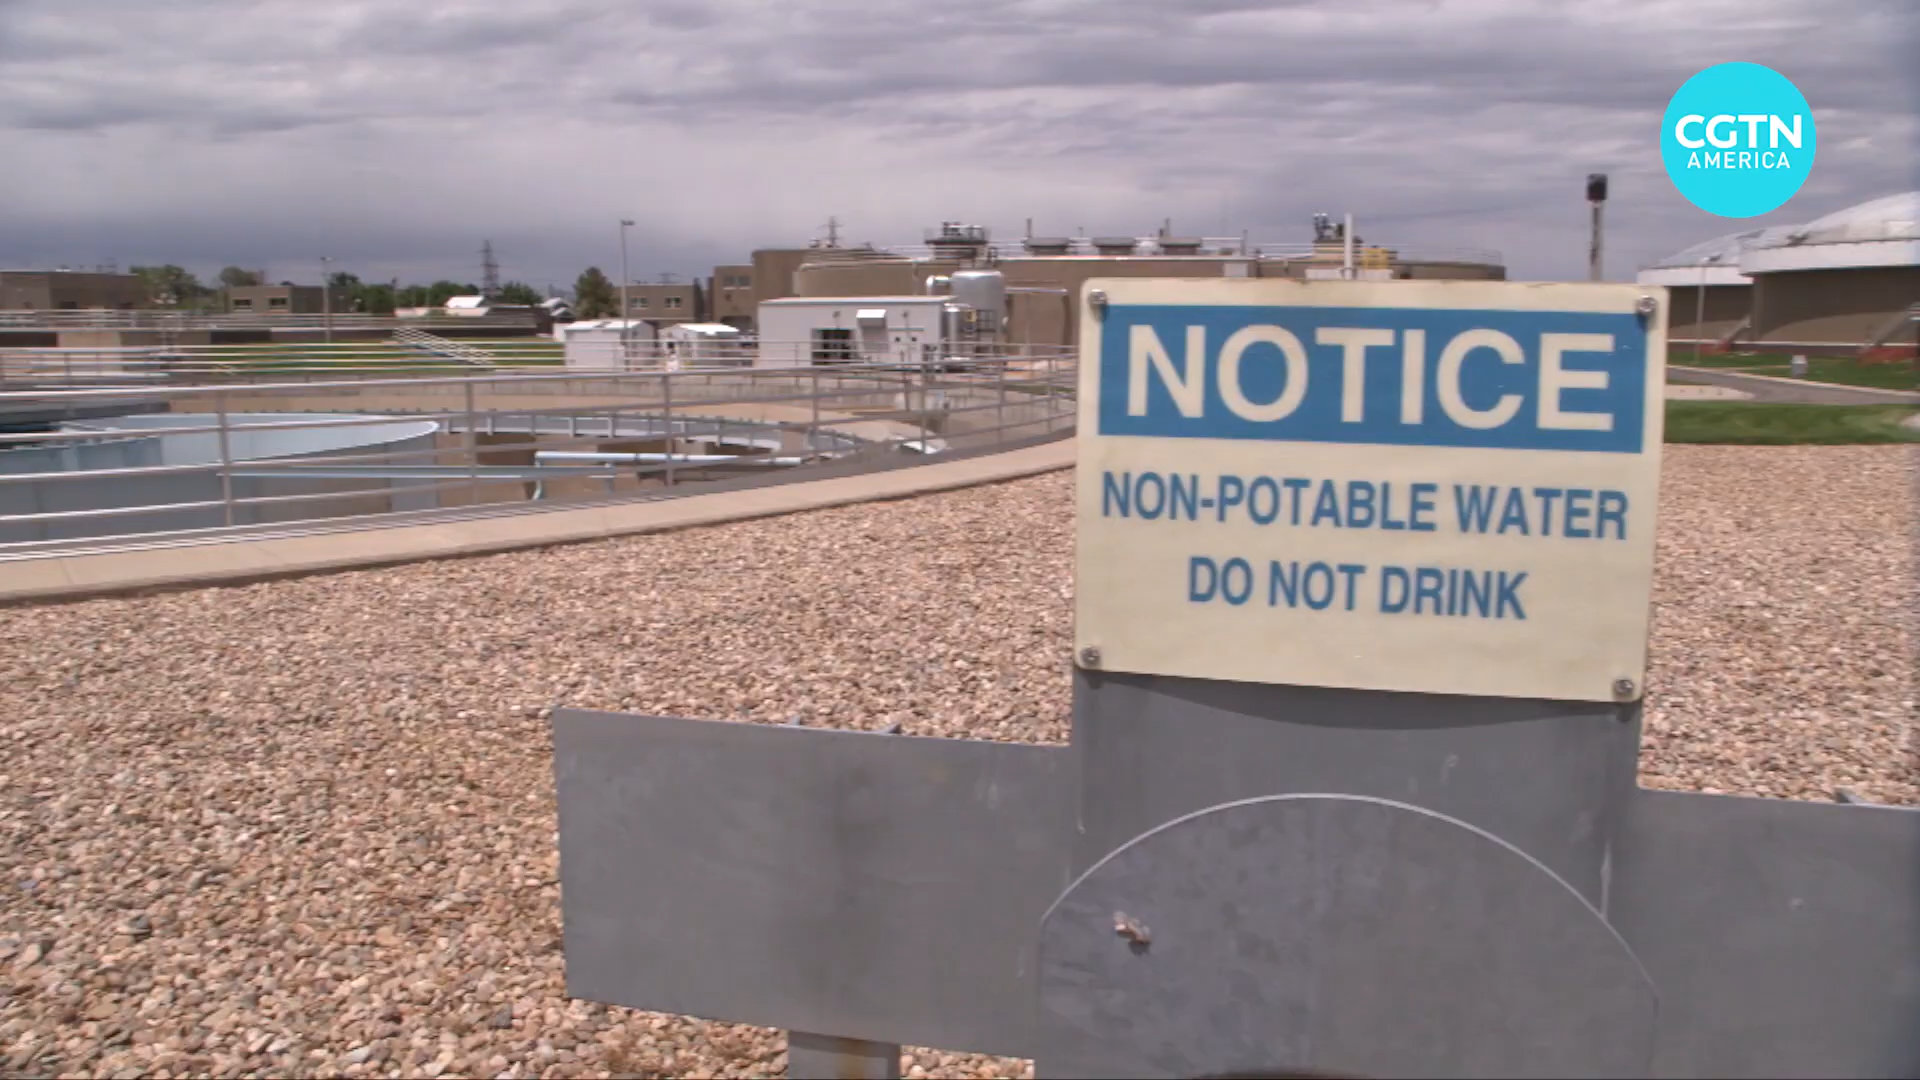 CGTN
AMERICA
NOTICE
NON-POTABLE WATER
DO NOT DRINK